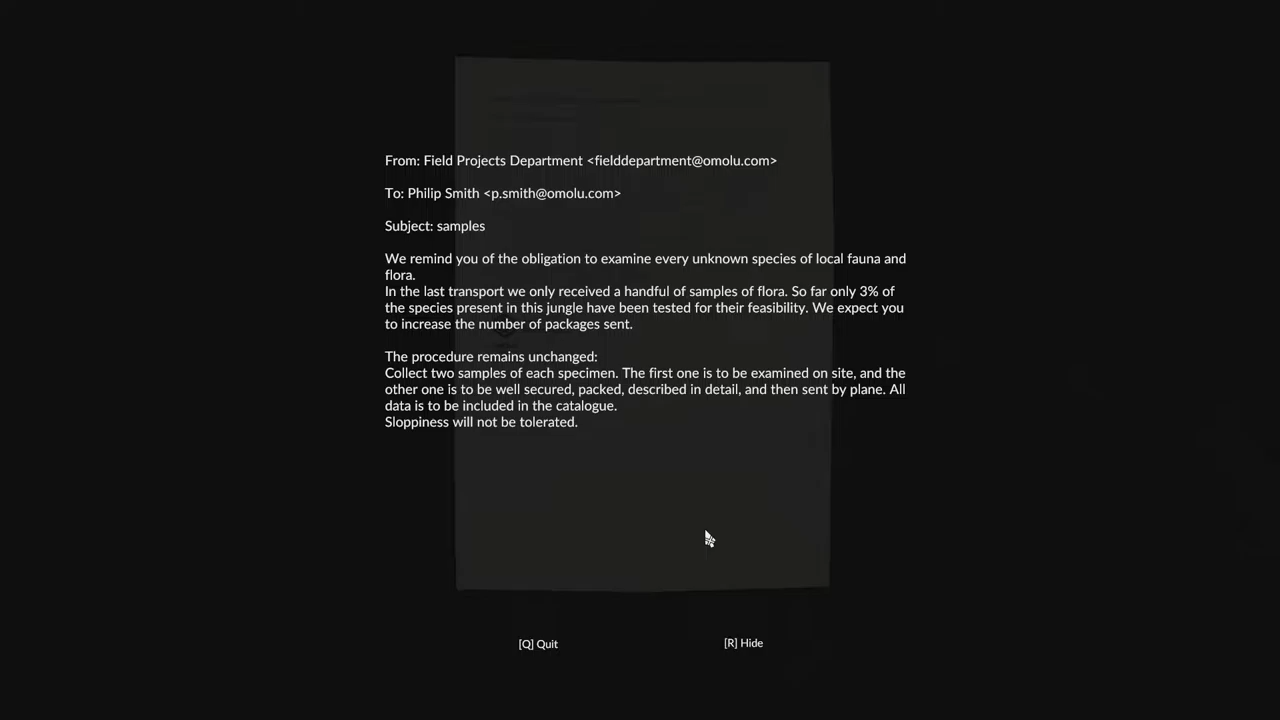 From: Field Projects Department <fielddepartment@omolu.com>
To: Philip Smith <p.smith@omolu.com>
Subject: samples
We remind you of the obligation to examine every unknown species of local fauna and
flora.
In the last transport we only received a handful of samples of flora. So far only 3% of
the species present in this jungle have been tested for their feasibility. We expect you
to increase the number of packages sent.
The procedure remains unchanged:
Collect two samples of each specimen. The first one is to be examined on site, and the
other one is to be well secured, packed, described in detail, and then sent by plane. All
data is to be included in the catalogue.
Sloppiness will not be tolerated.
[Q] Quit
[R] Hide